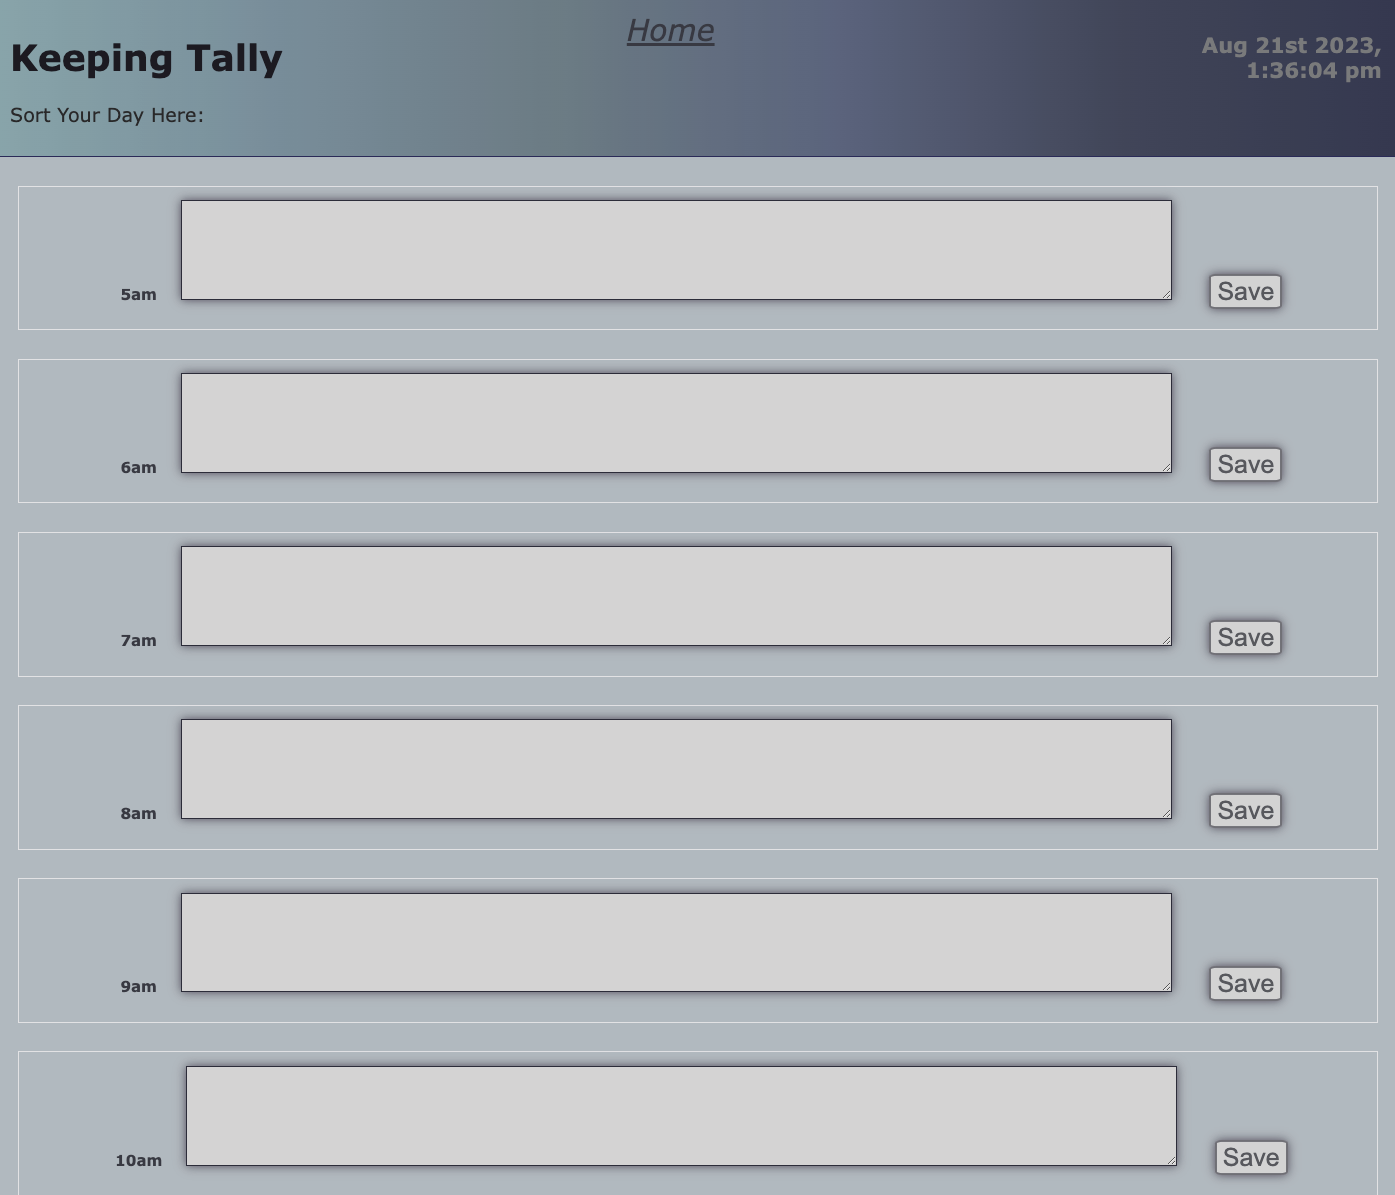 Home
Keeping Tally
Aug 21st 2023,
1:36:04 pm
Sort Your Day Here:
5am Save
6am Save
7am Save
8am Save
9am Save
10am Save